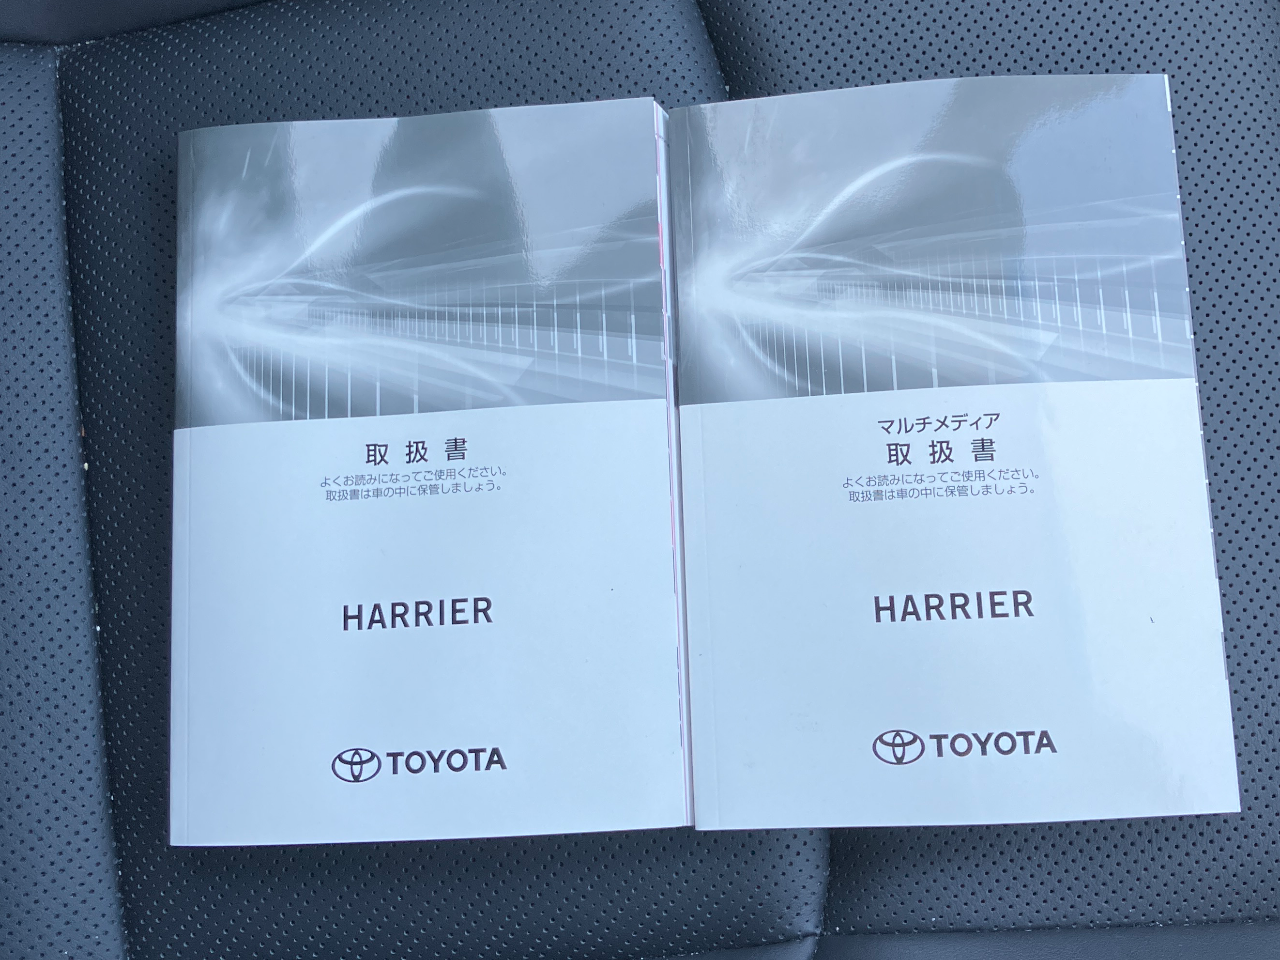 取扱書
よくお読みになってご使用ください。
取扱書は車の中に保管しましょう。
HARRIER
TOYOTA
マルチメディア
取扱書
よくお読みになってご使用ください。
取扱書は車の中に保管しましょう。
HARRIER
TOYOTA